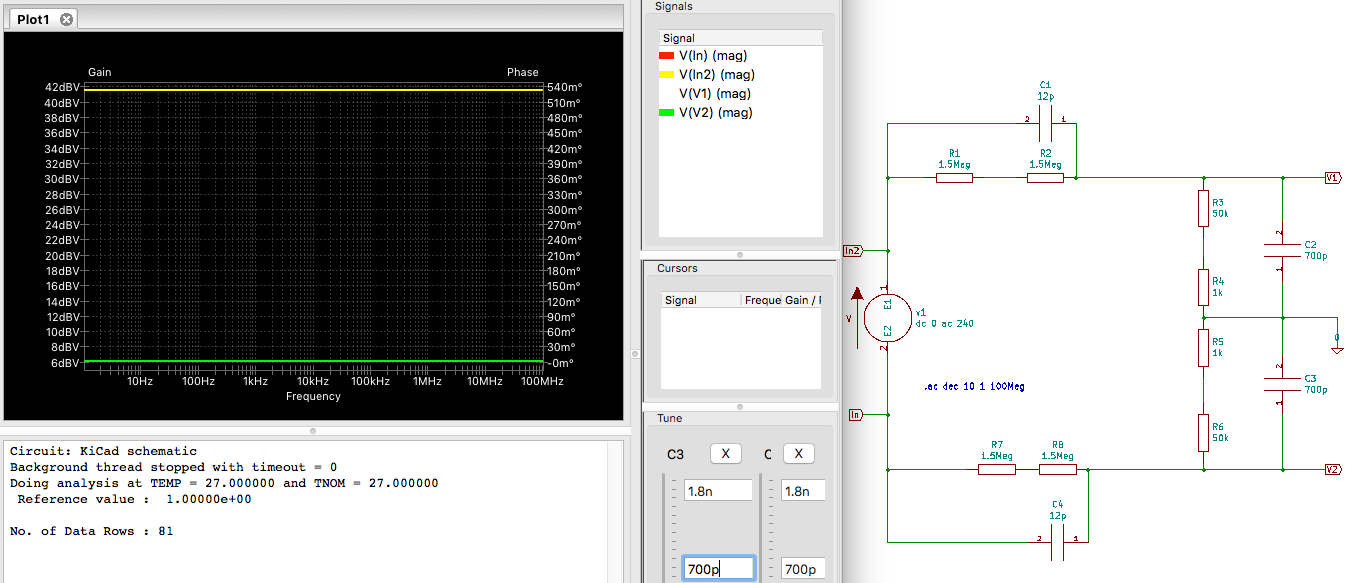 Plot1
Gain
Phase
42dBV
40dBV
38dBV
36dBV
34dBV
32dBV
30dBV
28dBV
26dBV
24dBV
22dBV
20dBV
18dBV
16dBV
14dBV
12dBV
10dBV
8dBV
6dBV
540m°
510m°
480m°
450m°
420m°
390m°
360m°
330m°
300m°
270m°
240m°
210m°
180m°
150m°
120m°
90m°
60m°
30m°
-0m°
10Hz 100Hz 1kHz 10kHz 100kHz 1MHz 10MHz 100MHz
Frequency
Circuit: KiCad schematic
Background thread stopped with timeout = 0
Doing analysis at TEMP = 27.000000 and TNOM = 27.000000
Reference value : 1.00000e+00
No. of Data Rows : 81
Signals
Signal
V(In) (mag)
V(In2) (mag)
V(V1) (mag)
V(V2) (mag)
Cursors
Signal Freque Gain /
Tune
C3 X C X
1.8n 1.8n
700p 700p
C1
12p
2 1
R1
1.5Meg
R2
1.5Meg
V1
R3
50k
2
C2
700p
1
In2
R4
1k
1
E1
E2
2
V
v1
dc 0 ac 240
0
R5
1k
2
C3
700p
1
.ac dec 10 1 100Meg
In
R6
50k
R7
1.5Meg
R8
1.5Meg
V2
C4
12p
2 1